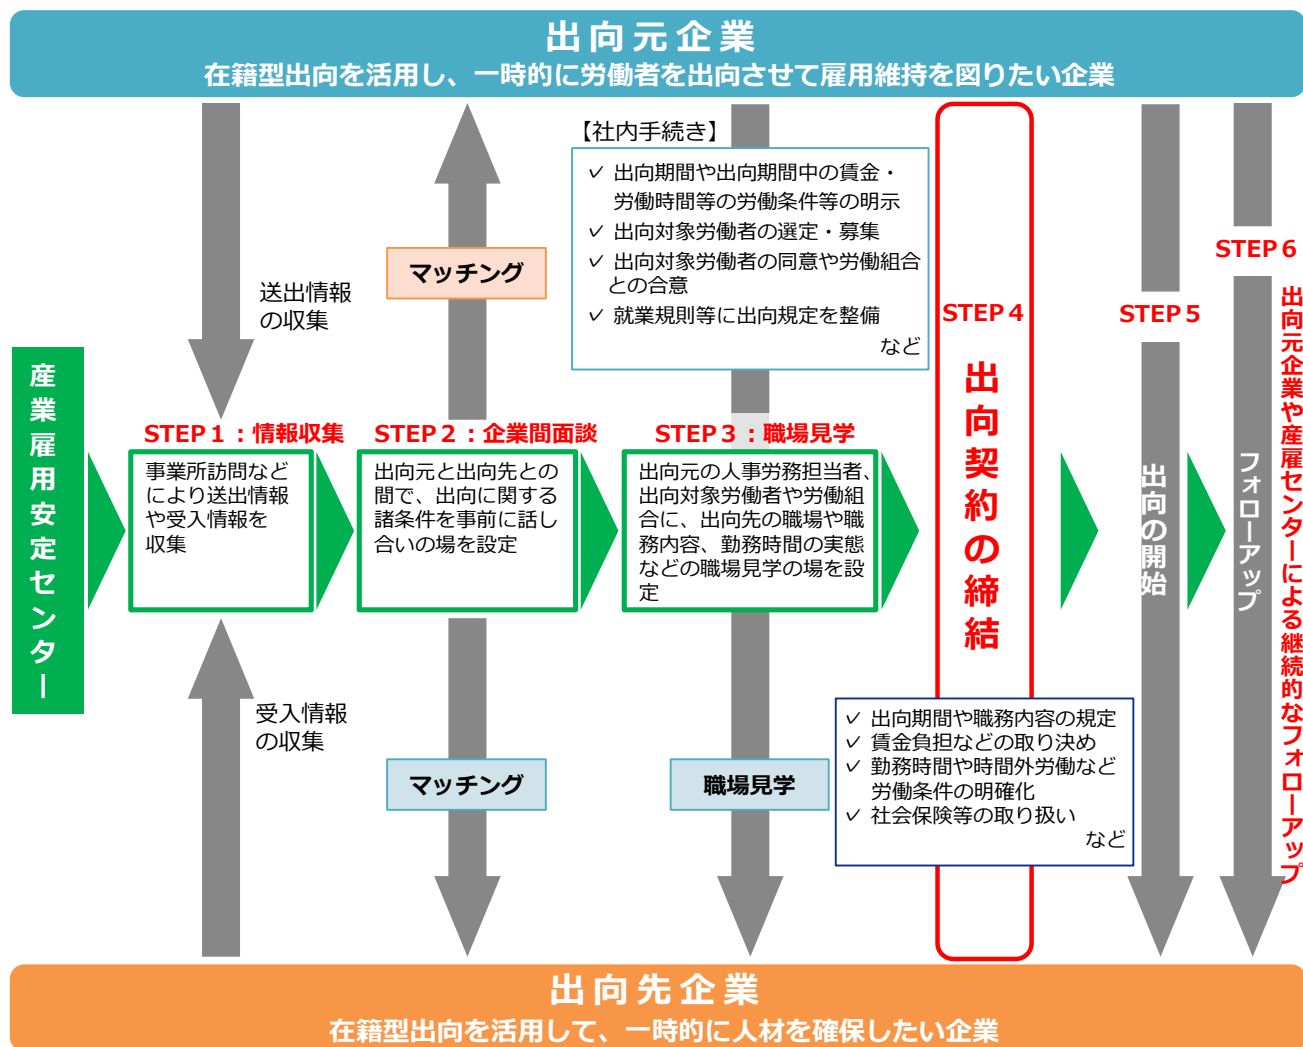 出向元企業
在籍型出向を活用し、一時的に労働者を出向させて雇用維持を図りたい企業
【社内手続き】
✓ 出向期間や出向期間中の賃金・
労働時間等の労働条件等の明示
✓ 出向対象労働者の選定・募集
✓ 出向対象労働者の同意や労働組合
との合意
✓ 就業規則等に出向規定を整備
など
マッチング
送出情報
の収集
産業雇用安定センター
STEP1：情報収集
事業所訪問など
により送出情報
や受入情報を
収集
STEP2：企業間面談
出向元と出向先との
間で、出向に関する
諸条件を事前に話し
合いの場を設定
STEP3：職場見学
出向元の人事労務担当者、
出向対象労働者や労働組
合に、出向先の職場や職
務内容、勤務時間の実態
などの職場見学の場を設
定
STEP4
出向契約の締結
STEP5
出向の開始
STEP6
フォローアップ
出向元企業や産雇センターによる継続的なフォローアップ
受入情報
の収集
マッチング
職場見学
✓ 出向期間や職務内容の規定
✓ 賃金負担などの取り決め
✓ 勤務時間や時間外労働など
労働条件の明確化
✓ 社会保険等の取り扱い
など
出向先企業
在籍型出向を活用して、一時的に人材を確保したい企業